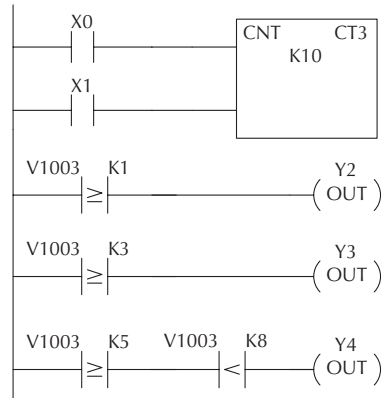 X0
CNT CT3
K10
X1
V1003 K1 Y2
≥ OUT
V1003 K3 Y3
≥ OUT
V1003 K5 V1003 K8 Y4
≥ < OUT